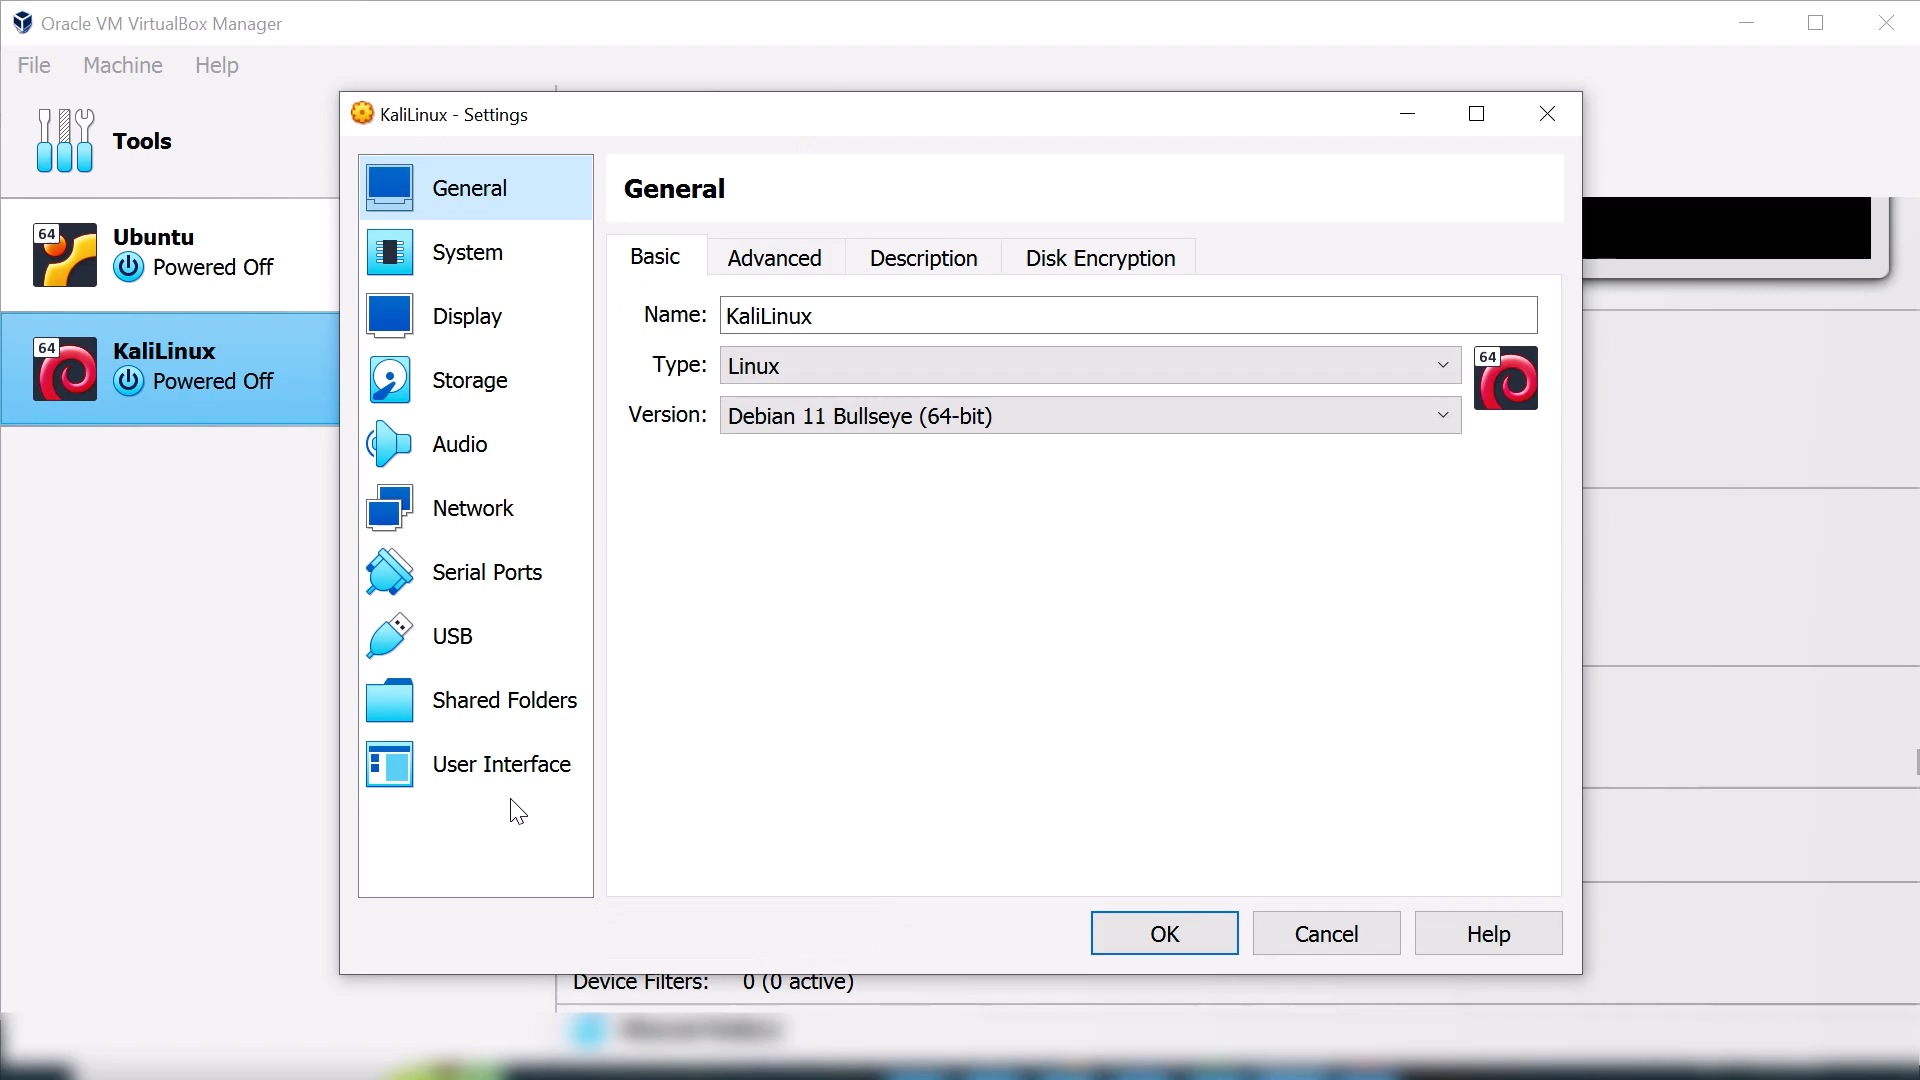 Oracle VM VirtualBox Manager
File Machine Help
Tools
64
Ubuntu
Powered Off
64
KaliLinux
Powered Off
KaliLinux - Settings
General
System
Display
Storage
Audio
Network
Serial Ports
USB
Shared Folders
User Interface
General
Basic Advanced Description Disk Encryption
Name: KaliLinux
Type: Linux
64
Version: Debian 11 Bullseye (64-bit)
OK Cancel Help
Device Filters: 0 (0 active)